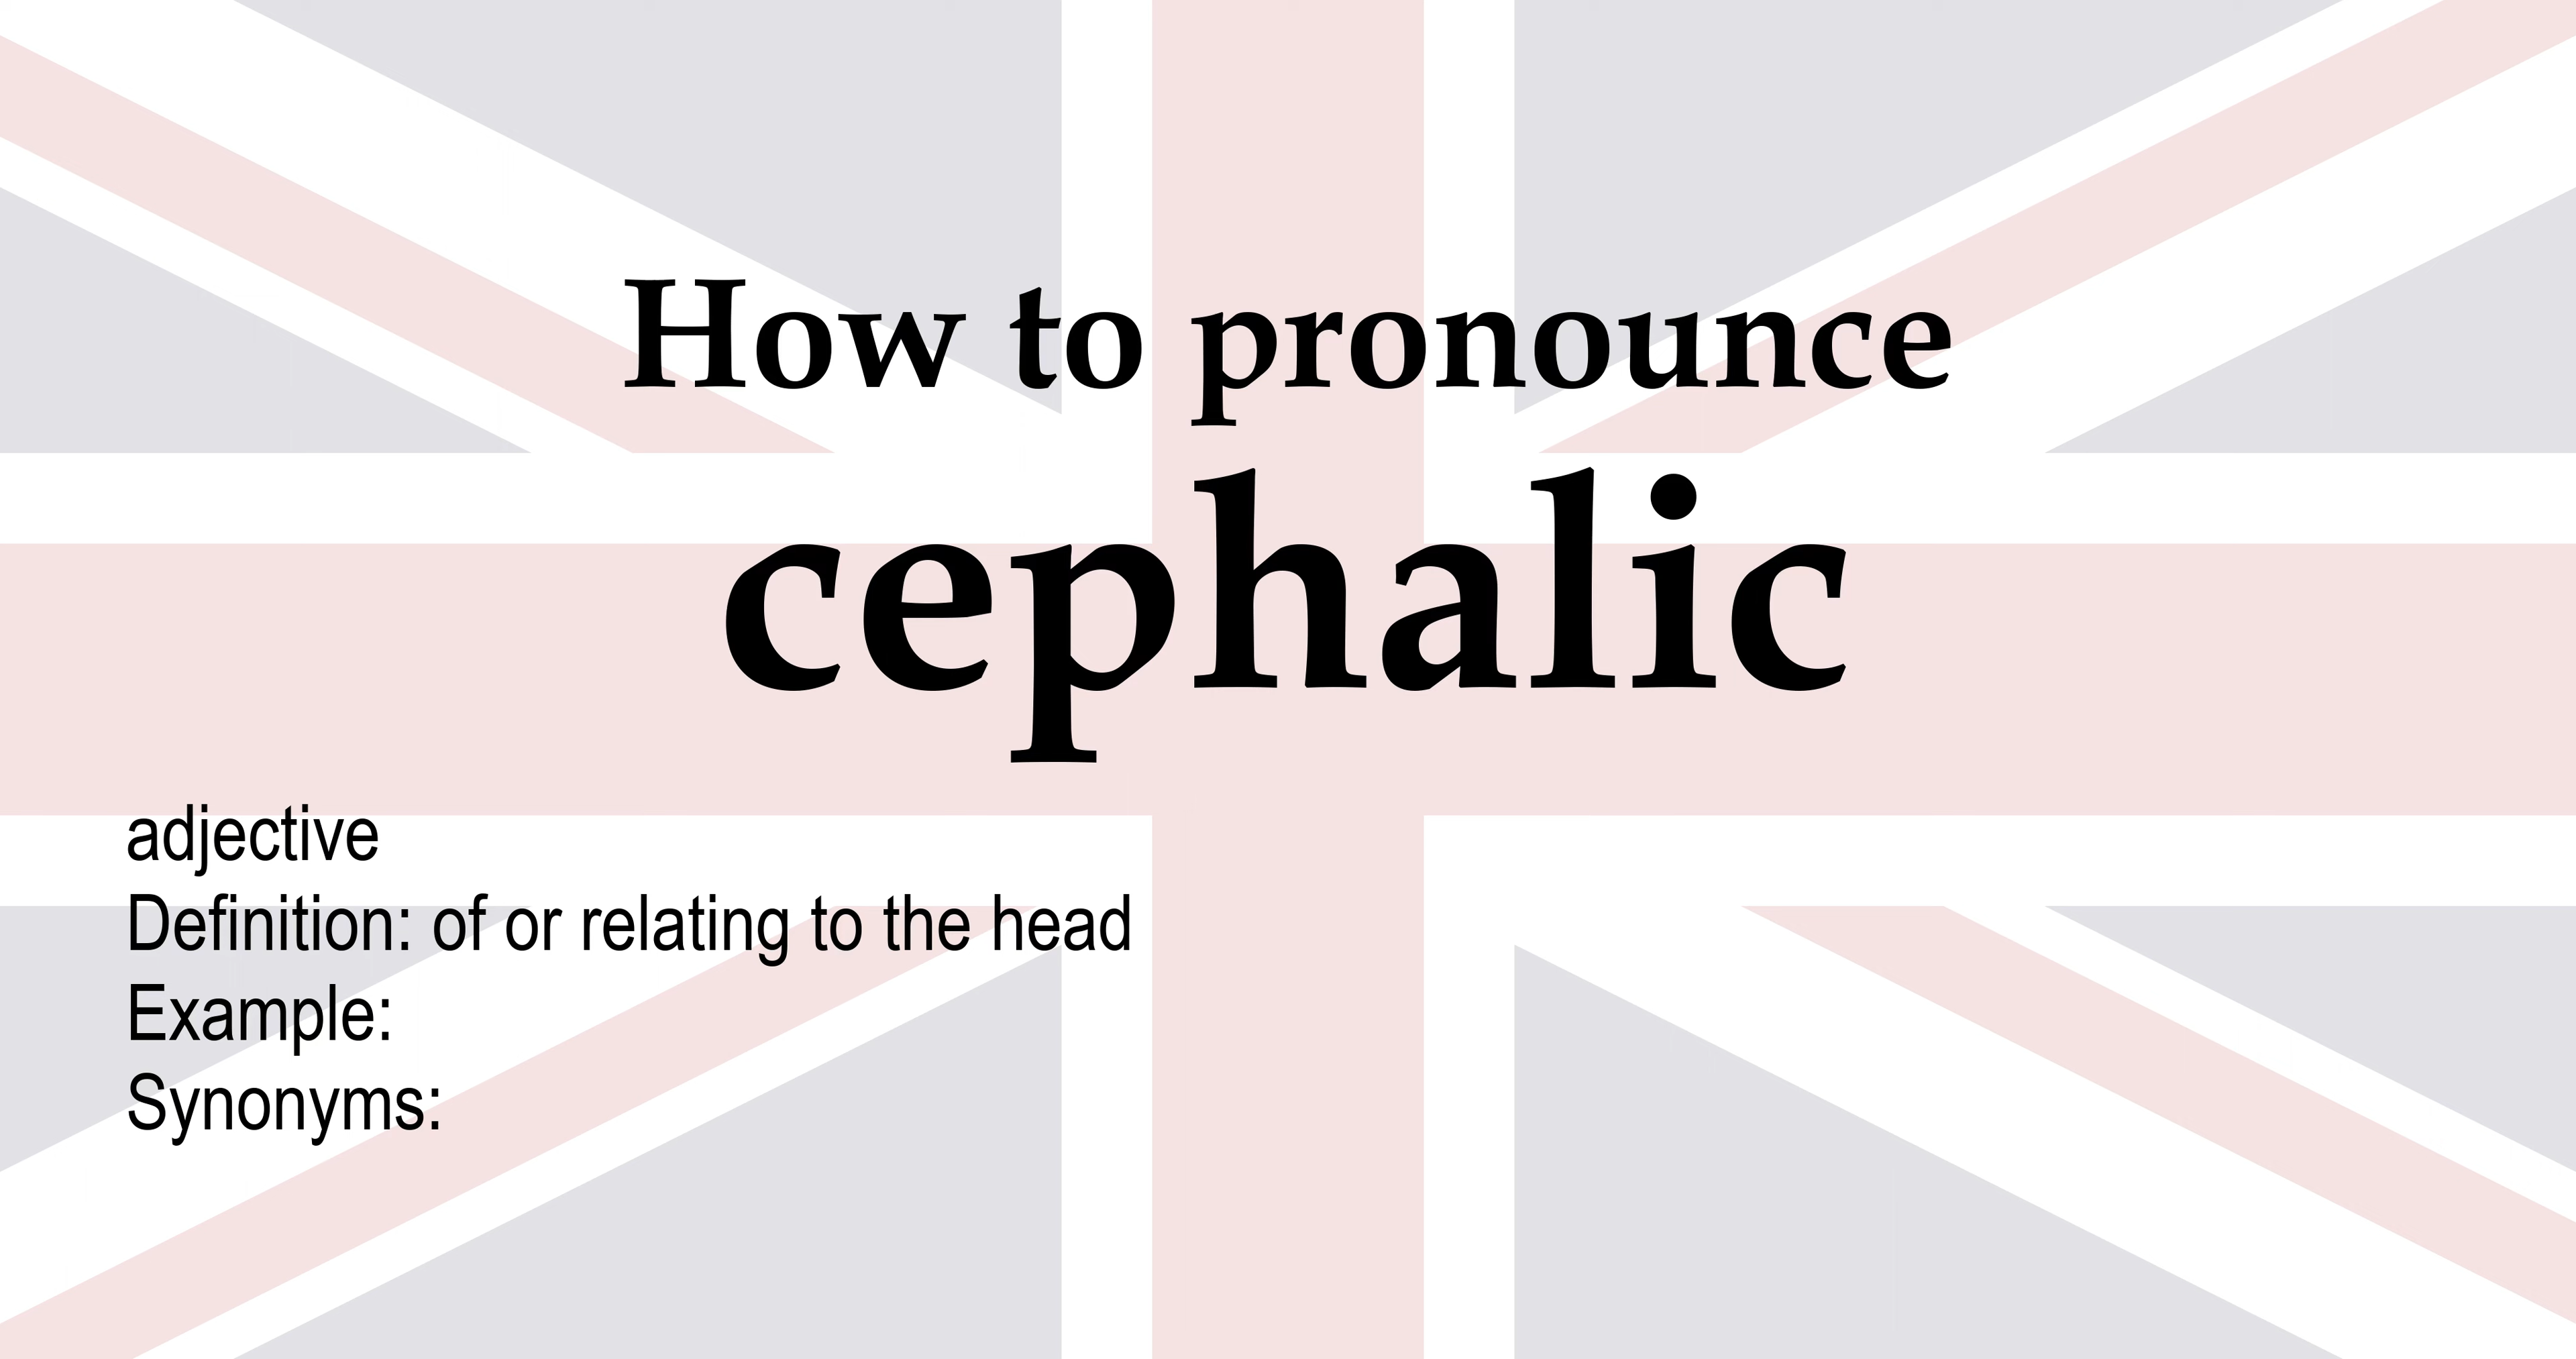 How to pronounce
cephalic
adjective
Definition: of or relating to the head
Example:
Synonyms: